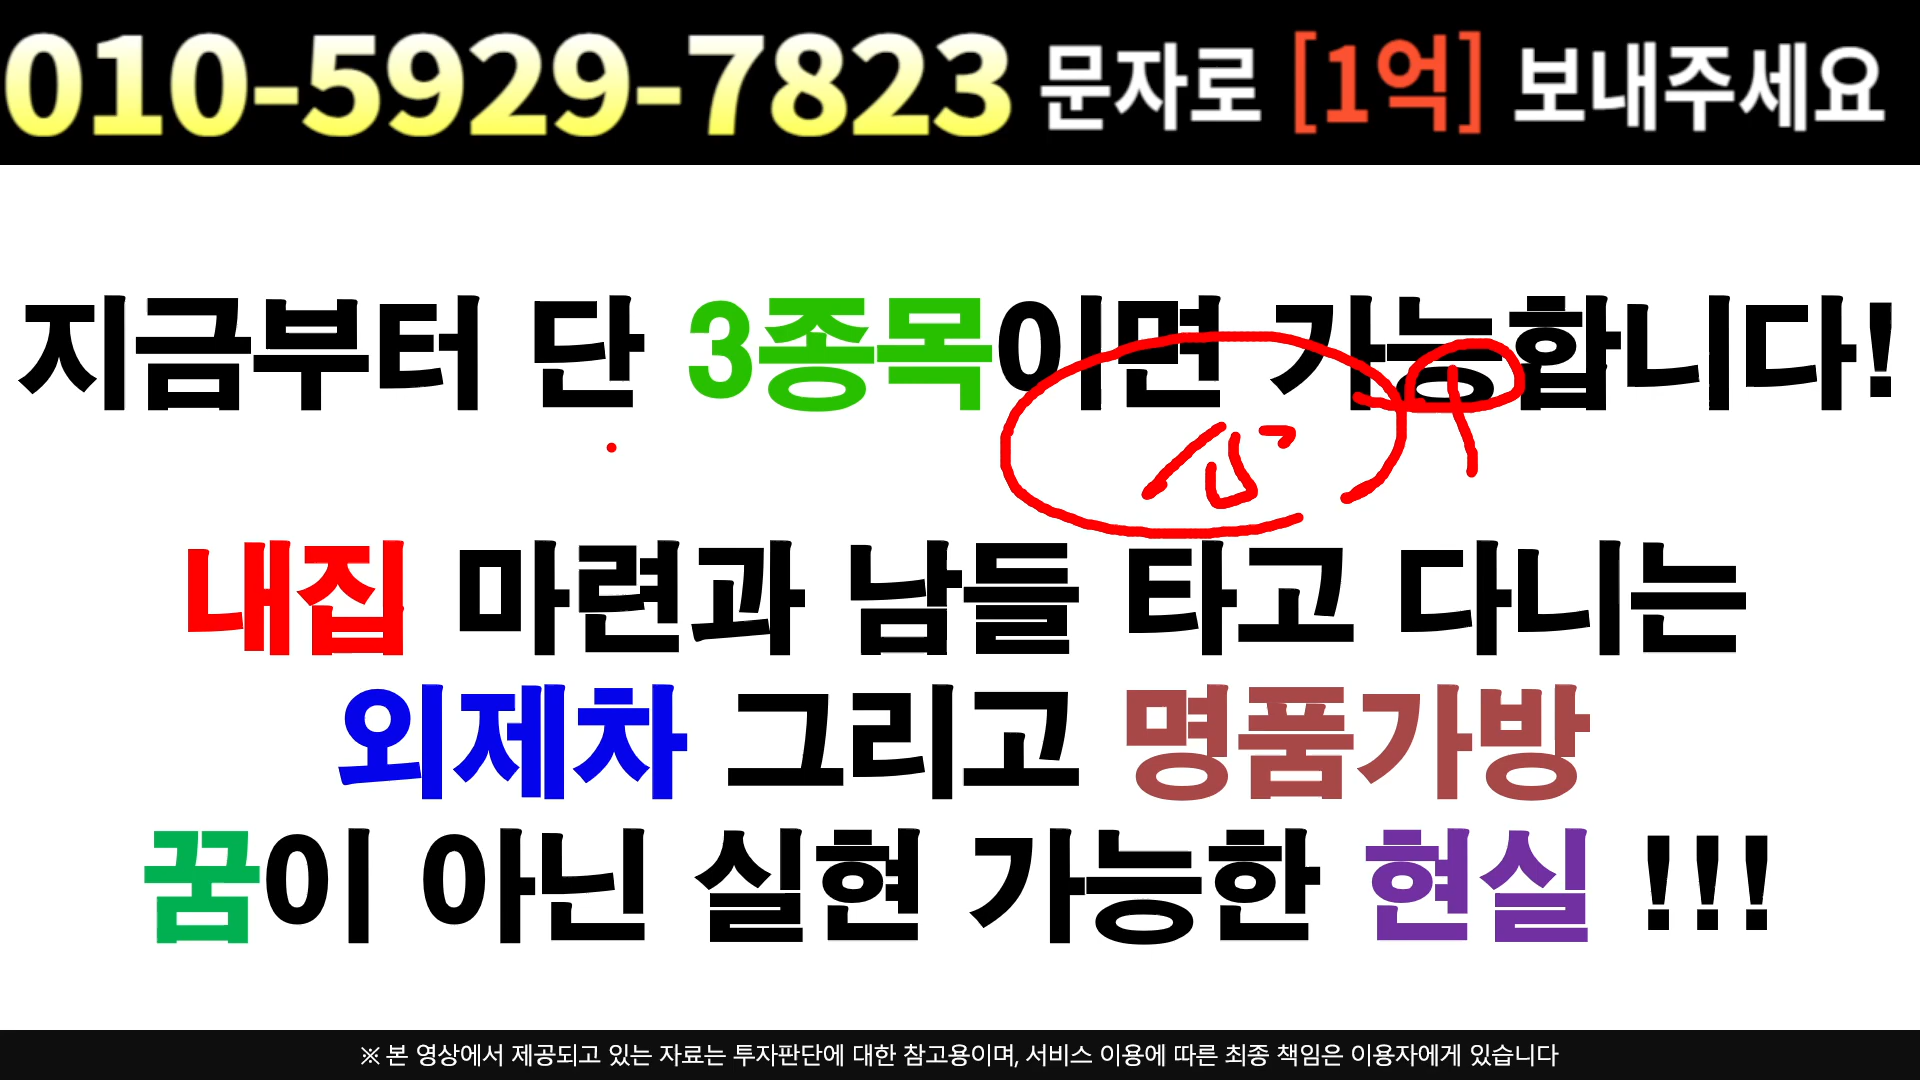 010-5929-7823 문자로 [1억] 보내주세요
지금부터 단 3종목이면 가능합니다!
내집 마련과 남들 타고 다니는
외제차 그리고 명품가방
꿈이 아닌 실현 가능한 현실 !!!
※ 본 영상에서 제공되고 있는 자료는 투자판단에 대한 참고용이며, 서비스 이용에 따른 최종 책임은 이용자에게 있습니다